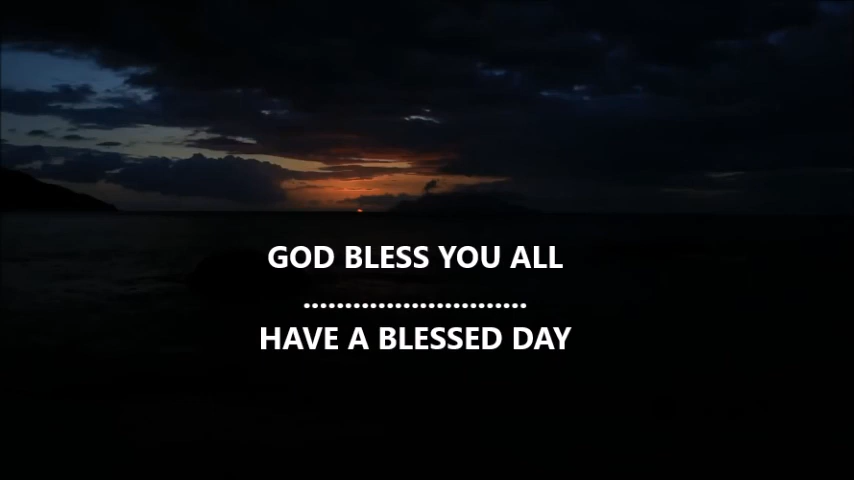 GOD BLESS YOU ALL
...........................
HAVE A BLESSED DAY